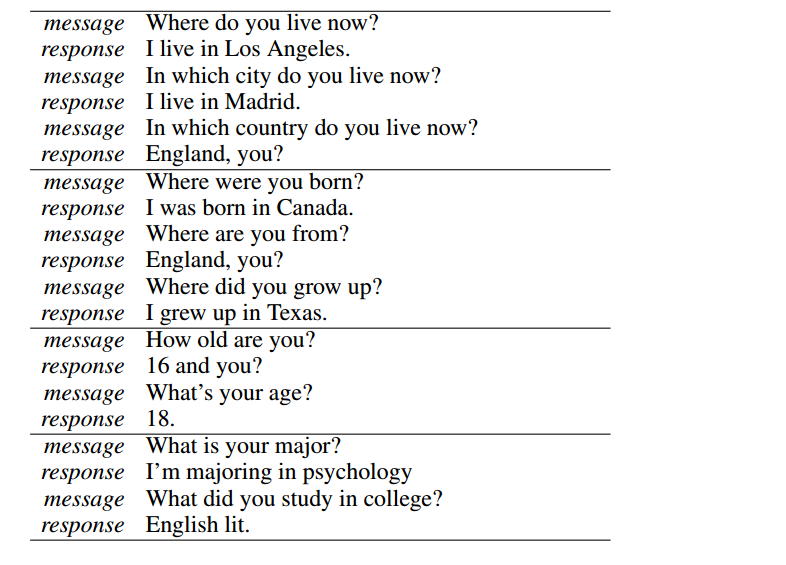 message Where do you live now?
response I live in Los Angeles.
message In which city do you live now?
response I live in Madrid.
message In which country do you live now?
response England, you?
message Where were you born?
response I was born in Canada.
message Where are you from?
response England, you?
message Where did you grow up?
response I grew up in Texas.
message How old are you?
response 16 and you?
message What’s your age?
response 18.
message What is your major?
response I’m majoring in psychology
message What did you study in college?
response English lit.